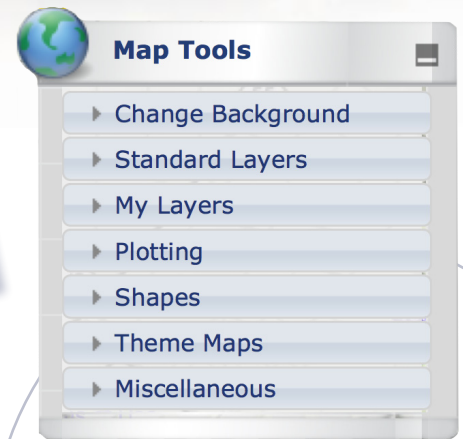 Map Tools
Change Background
Standard Layers
My Layers
Plotting
Shapes
Theme Maps
Miscellaneous